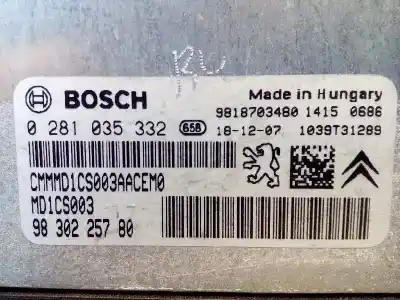 BOSCH
Made in Hungary
9818703480 1415 0686
0 281 035 332 658 18-12-07 1039T31289
CMMMD1CS003AACEM0
MD1CS003
98 302 257 80